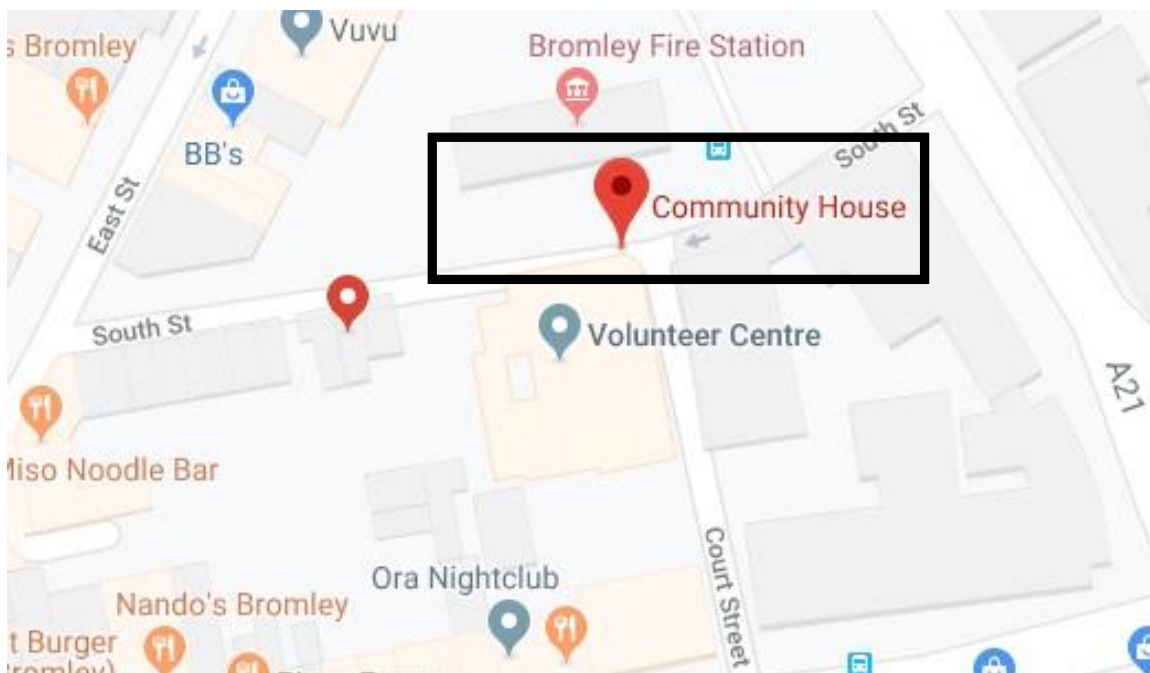 s Bromley
Vuvu
Bromley Fire Station
BB's
South St
East St
Community House
South St
Volunteer Centre
A21
Miso Noodle Bar
Court Street
Ora Nightclub
Nando's Bromley
t Burger